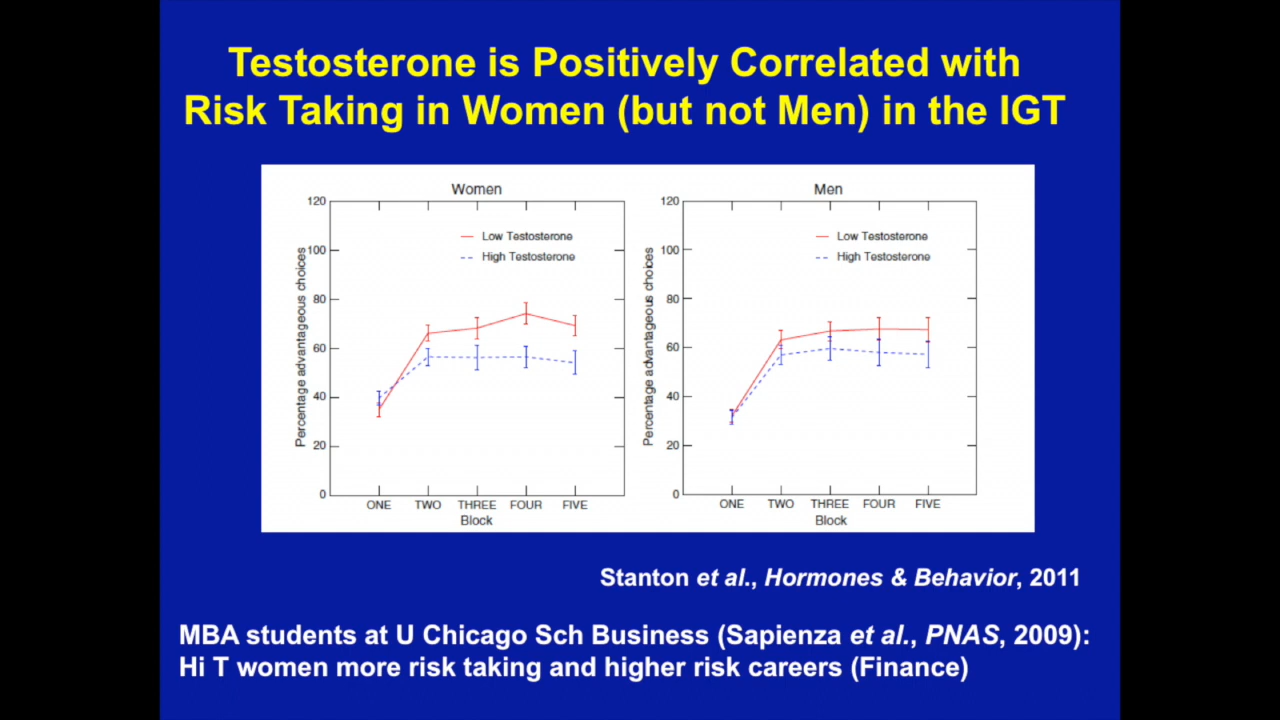 Testosterone is Positively Correlated with
Risk Taking in Women (but not Men) in the IGT
Women
120
100
80
60
40
20
0
Percentage advantageous choices
Low Testosterone
High Testosterone
ONE TWO THREE FOUR FIVE
Block
Men
120
100
80
60
40
20
0
Percentage advantageous choices
Low Testosterone
High Testosterone
ONE TWO THREE FOUR FIVE
Block
Stanton et al., Hormones & Behavior, 2011
MBA students at U Chicago Sch Business (Sapienza et al., PNAS, 2009):
Hi T women more risk taking and higher risk careers (Finance)